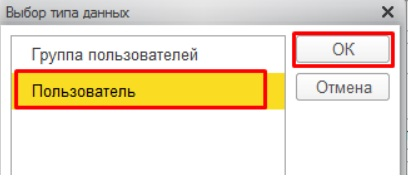 Выбор типа данных
Группа пользователей
ОК
Пользователь
Отмена